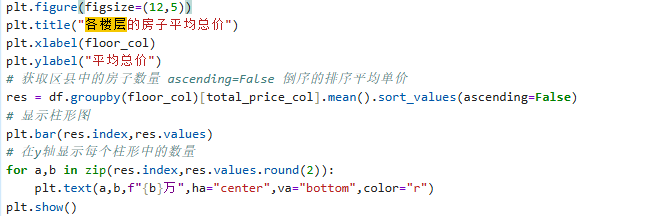 plt.figure(figsize=(12,5))
plt.title("各楼层的房子平均总价")
plt.xlabel(floor_col)
plt.ylabel("平均总价")
# 获取区县中的房子数量 ascending=False 倒序的排序平均单价
res = df.groupby(floor_col)[total_price_col].mean().sort_values(ascending=False)
# 显示柱形图
plt.bar(res.index,res.values)
# 在y轴显示每个柱形中的数量
for a,b in zip(res.index,res.values.round(2)):
    plt.text(a,b,f"{b}万",ha="center",va="bottom",color="r")
plt.show()